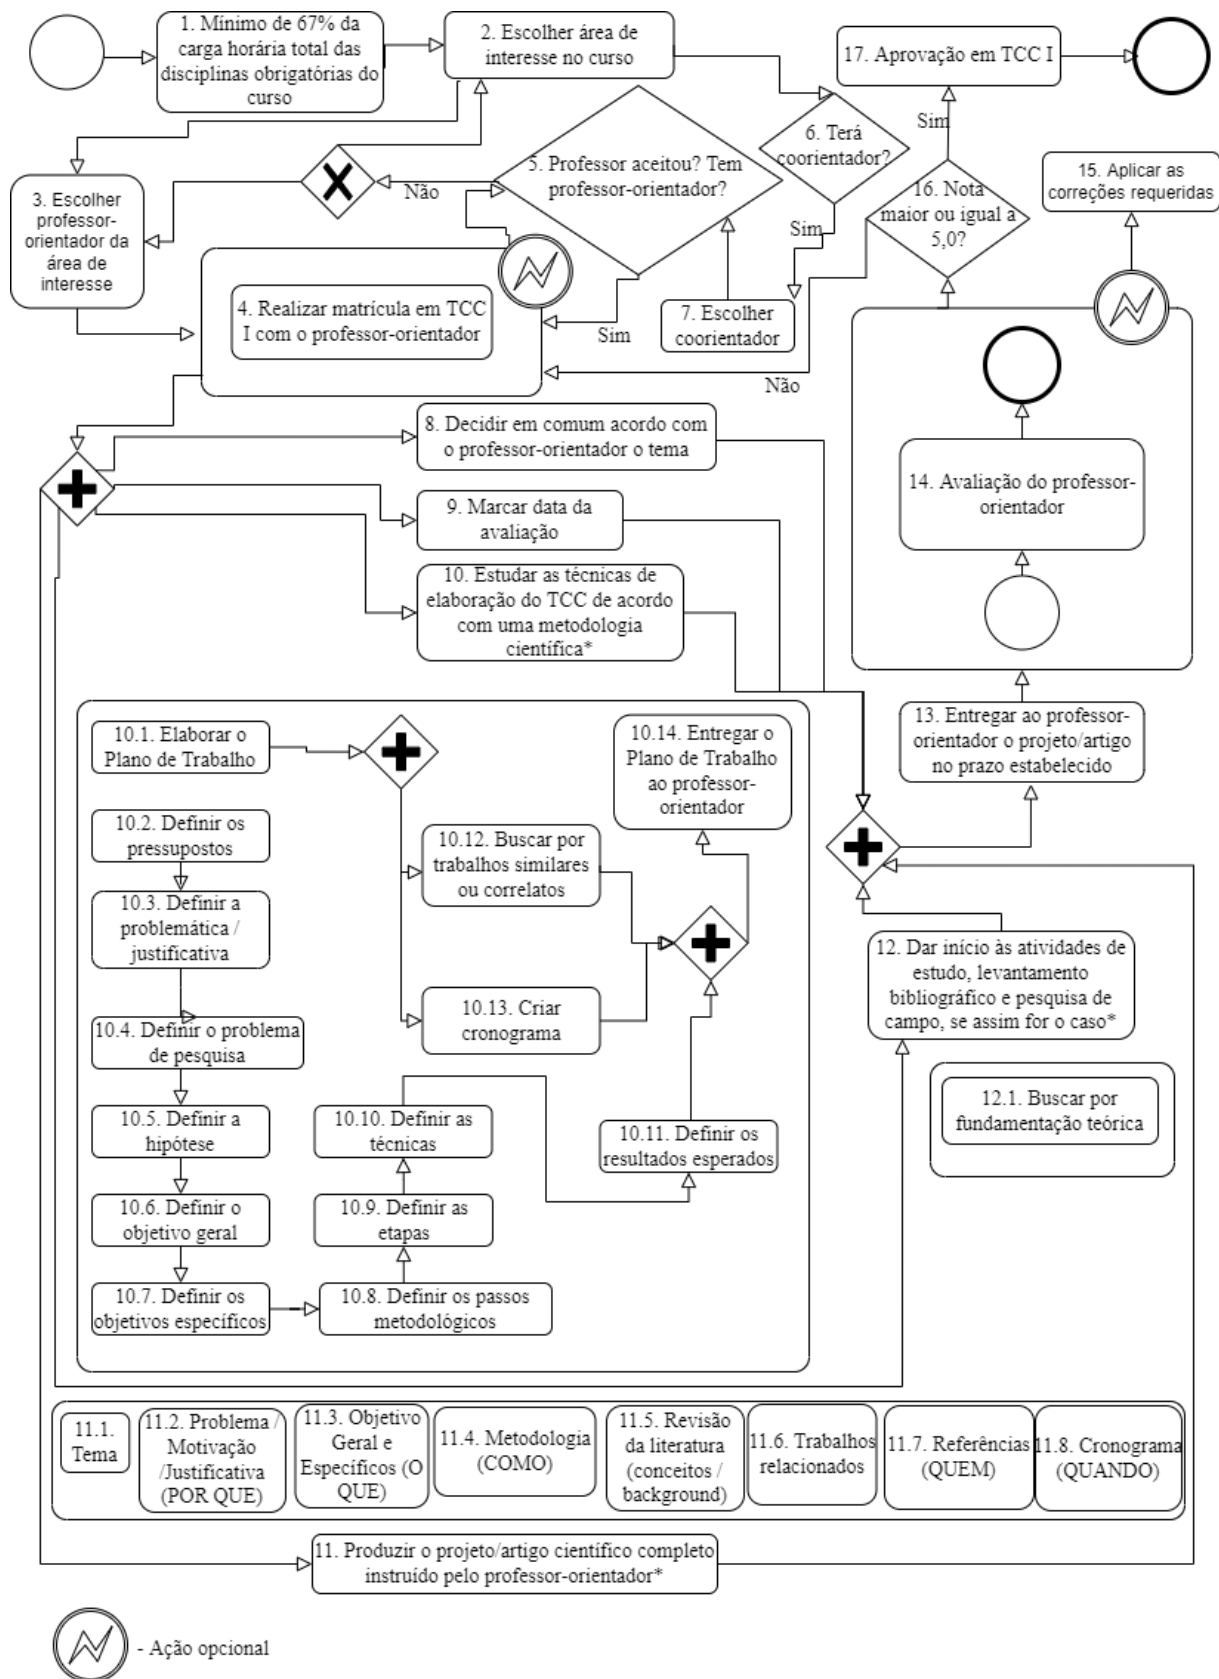 1. Mínimo de 67% da
carga horária total das
disciplinas obrigatórias do
curso
2. Escolher área de
interesse no curso
17. Aprovação em TCC I
Sim
6. Terá
coorientador?
5. Professor aceitou? Tem
professor-orientador?
Não
3. Escolher
professor-
orientador da
área de
interesse
16. Nota
maior ou igual a
5,0?
15. Aplicar as
correções requeridas
Sim
4. Realizar matrícula em TCC
I com o professor-orientador
Sim
7. Escolher
coorientador
Não
8. Decidir em comum acordo com
o professor-orientador o tema
9. Marcar data da
avaliação
10. Estudar as técnicas de
elaboração do TCC de acordo
com uma metodologia
científica*
14. Avaliação do professor-
orientador
13. Entregar ao professor-
orientador o projeto/artigo
no prazo estabelecido
10.1. Elaborar o
Plano de Trabalho
10.14. Entregar o
Plano de Trabalho
ao professor-
orientador
10.2. Definir os
pressupostos
10.12. Buscar por
trabalhos similares
ou correlatos
10.3. Definir a
problemática /
justificativa
10.13. Criar
cronograma
10.4. Definir o problema
de pesquisa
12. Dar início às atividades de
estudo, levantamento
bibliográfico e pesquisa de
campo, se assim for o caso*
12.1. Buscar por
fundamentação teórica
10.5. Definir a
hipótese
10.10. Definir as
técnicas
10.11. Definir os
resultados esperados
10.6. Definir o
objetivo geral
10.9. Definir as
etapas
10.7. Definir os
objetivos específicos
10.8. Definir os passos
metodológicos
11.1.
Tema
11.2. Problema /
Motivação
/Justificativa
(POR QUE)
11.3. Objetivo
Geral e
Específicos (O
QUE)
11.4. Metodologia
(COMO)
11.5. Revisão
da literatura
(conceitos /
background)
11.6. Trabalhos
relacionados
11.7. Referências
(QUEM)
11.8. Cronograma
(QUANDO)
11. Produzir o projeto/artigo científico completo
instruído pelo professor-orientador*
- Ação opcional